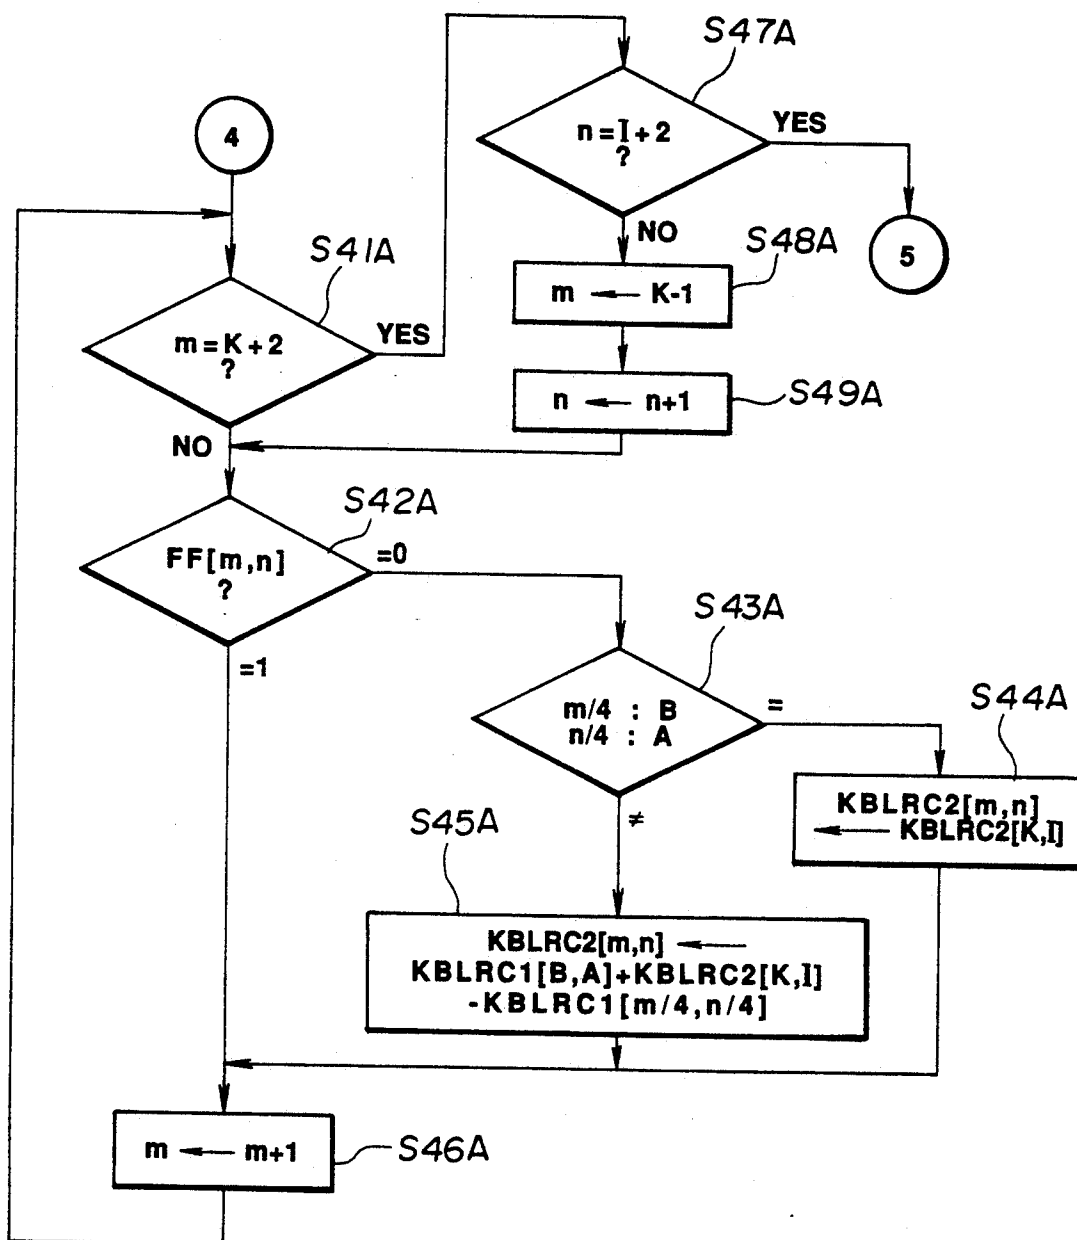 S47A
n = I + 2
?
YES
NO
4
5
S48A
m ← K-1
S41A
m = K + 2
?
YES
NO
S49A
n ← n+1
S42A
FF[m,n]
?
=0
=1
S43A
m/4 : B
n/4 : A
=
≠
S44A
KBLRC2[m,n]
← KBLRC2[K,I]
S45A
KBLRC2[m,n] ←
KBLRC1[B,A]+KBLRC2[K,I]
-KBLRC1[m/4,n/4]
m ← m+1
S46A